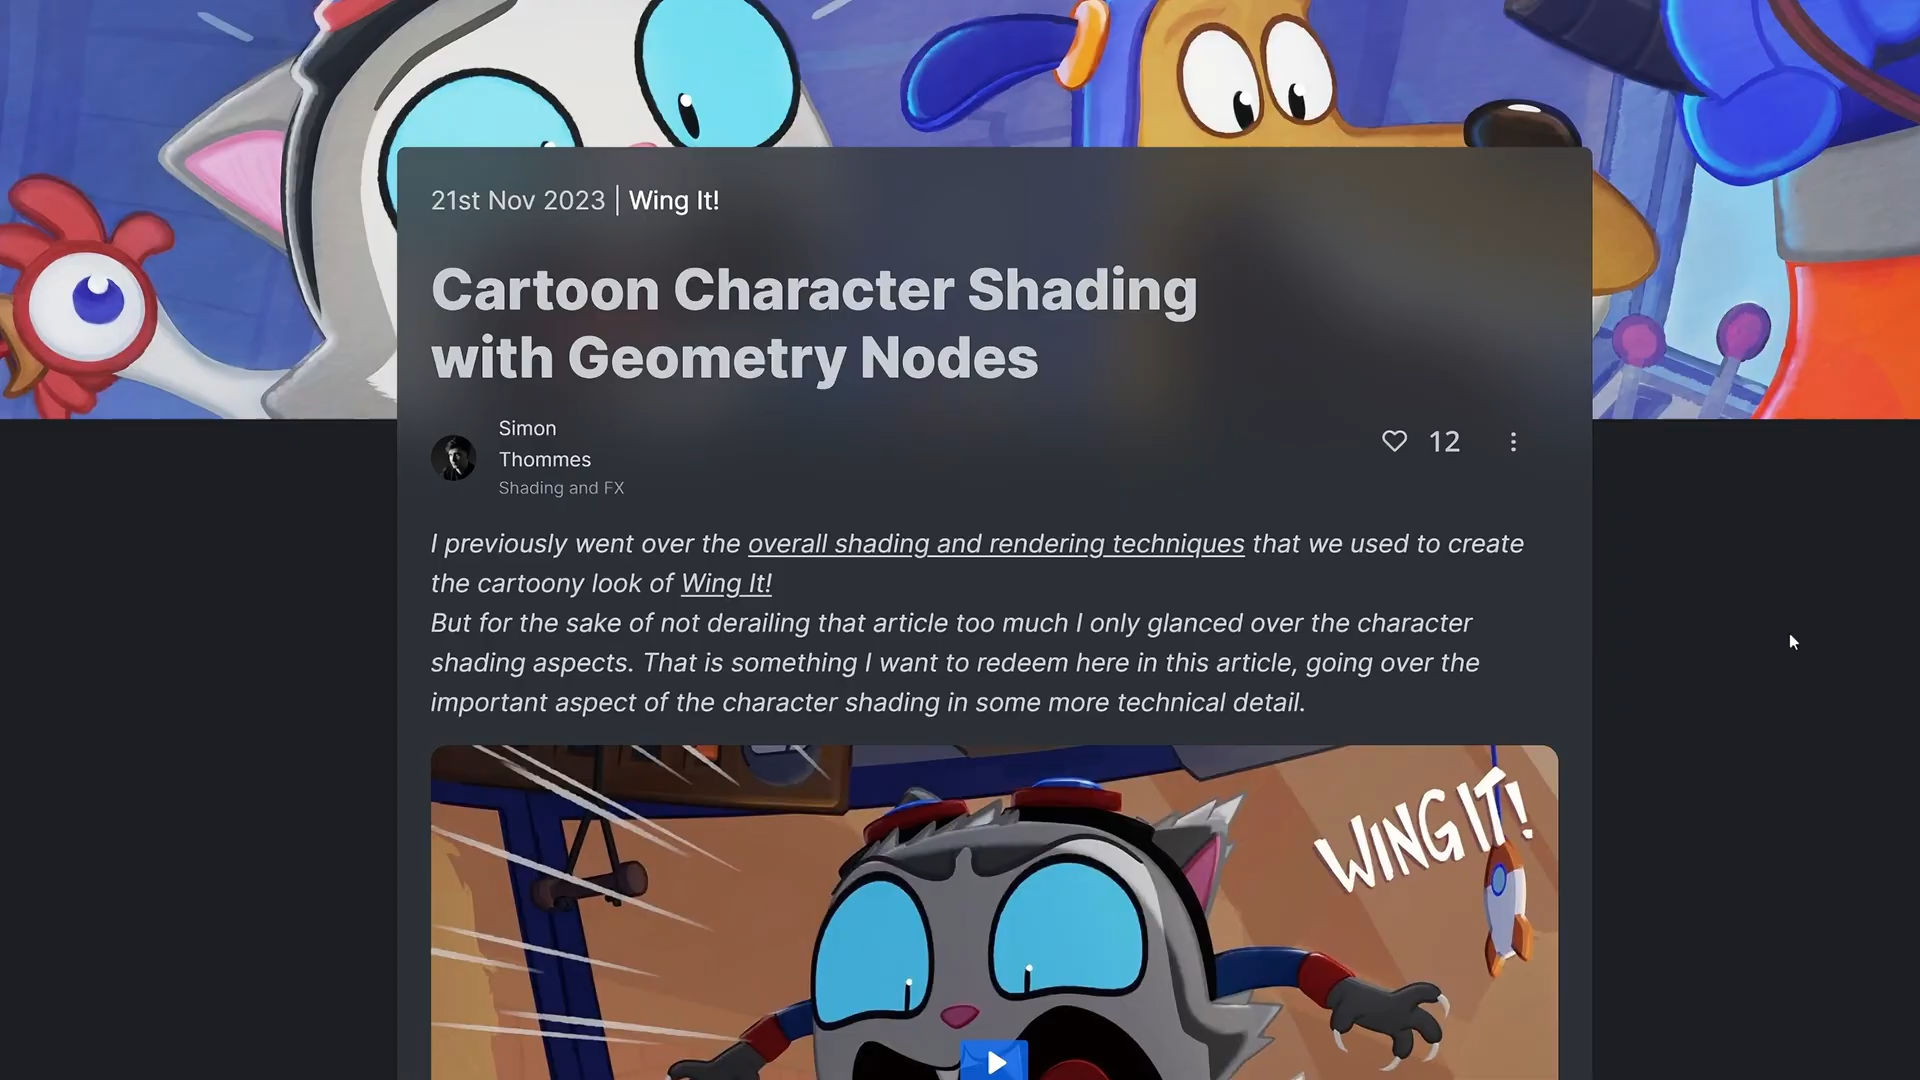 21st Nov 2023 | Wing It!
Cartoon Character Shading
with Geometry Nodes
Simon
Thommes
Shading and FX
12
I previously went over the overall shading and rendering techniques that we used to create
the cartoony look of Wing It!
But for the sake of not derailing that article too much I only glanced over the character
shading aspects. That is something I want to redeem here in this article, going over the
important aspect of the character shading in some more technical detail.
WING IT!